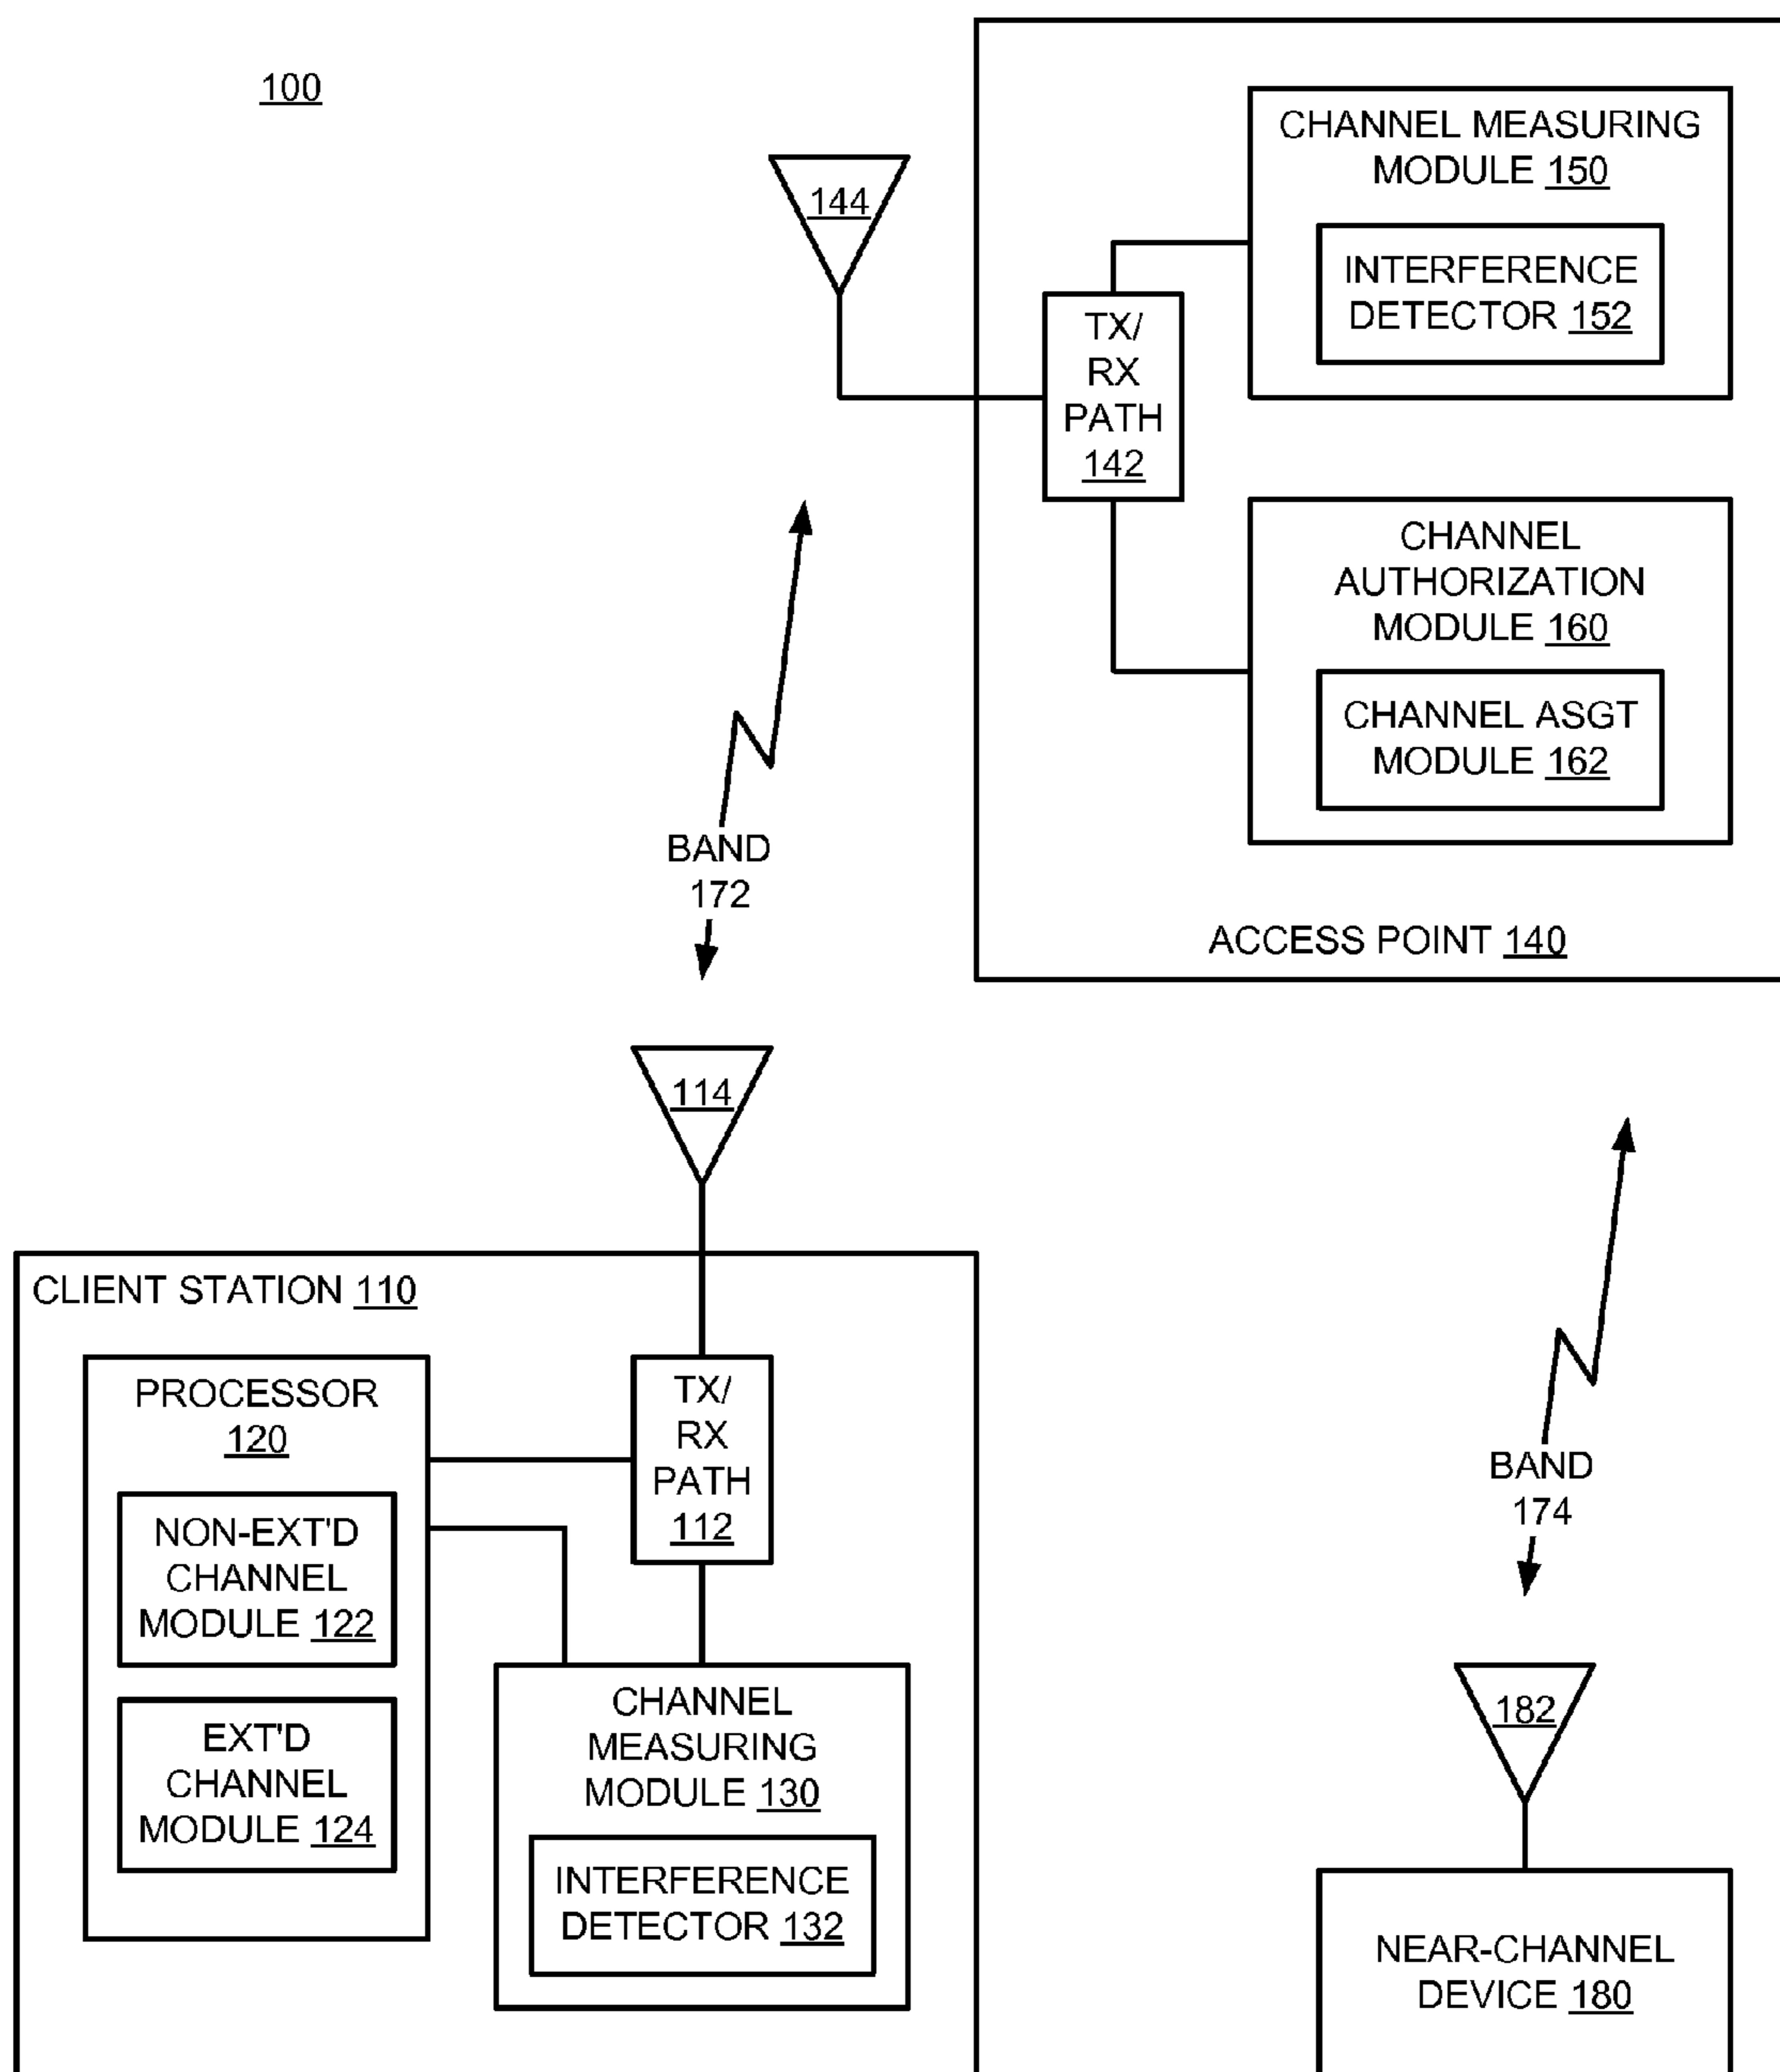 100
CHANNEL MEASURING
MODULE 150
INTERFERENCE
DETECTOR 152
144
TX/
RX
PATH
142
CHANNEL
AUTHORIZATION
MODULE 160
CHANNEL ASGT
MODULE 162
ACCESS POINT 140
BAND
172
114
CLIENT STATION 110
PROCESSOR
120
NON-EXT'D
CHANNEL
MODULE 122
EXT'D
CHANNEL
MODULE 124
TX/
RX
PATH
112
CHANNEL
MEASURING
MODULE 130
INTERFERENCE
DETECTOR 132
BAND
174
182
NEAR-CHANNEL
DEVICE 180